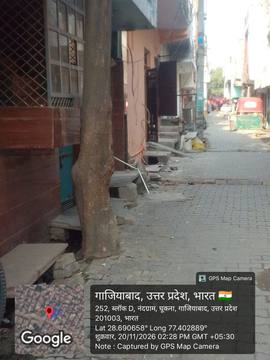 GPS Map Camera
गाज़ियाबाद, उत्तर प्रदेश, भारत 🇮🇳
252, ब्लॉक D, नंदग्राम, घूकना, गाज़ियाबाद, उत्तर प्रदेश
201003, भारत
Lat 28.690658° Long 77.402889°
शुक्रवार, 20/11/2026 02:28 PM GMT +05:30
Note : Captured by GPS Map Camera
Google